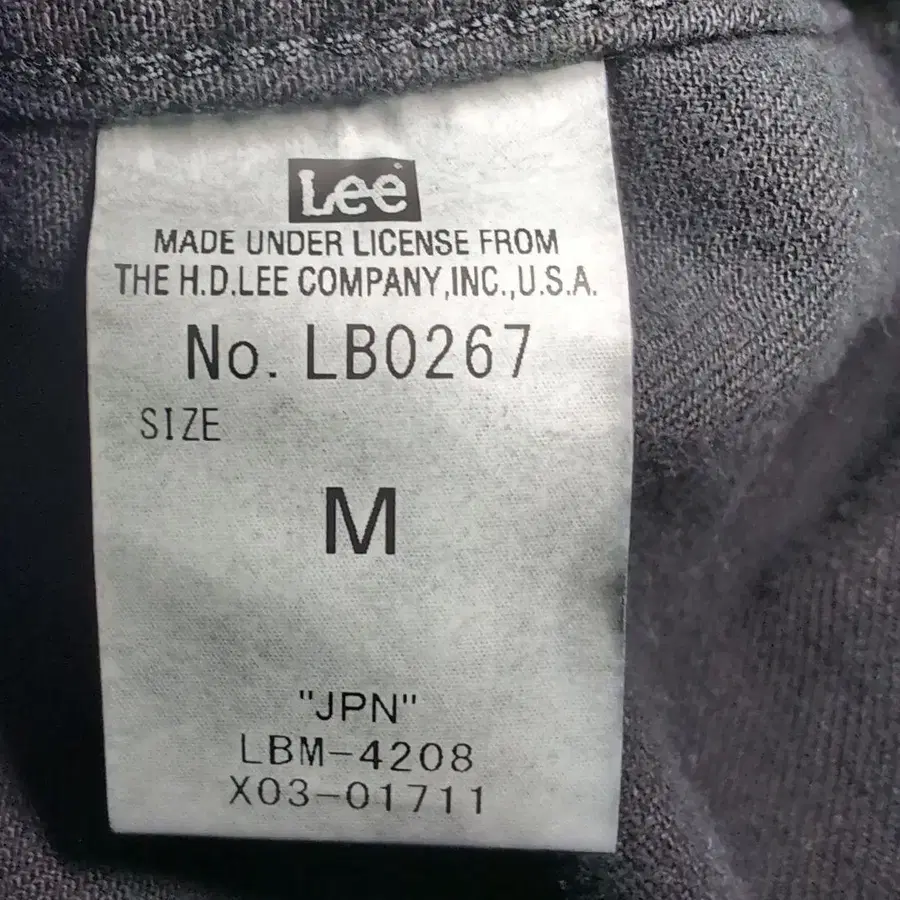 Lee
MADE UNDER LICENSE FROM
THE H.D.LEE COMPANY,INC.,U.S.A.
No. LB0267
SIZE
M
"JPN"
LBM-4208
X03-01711